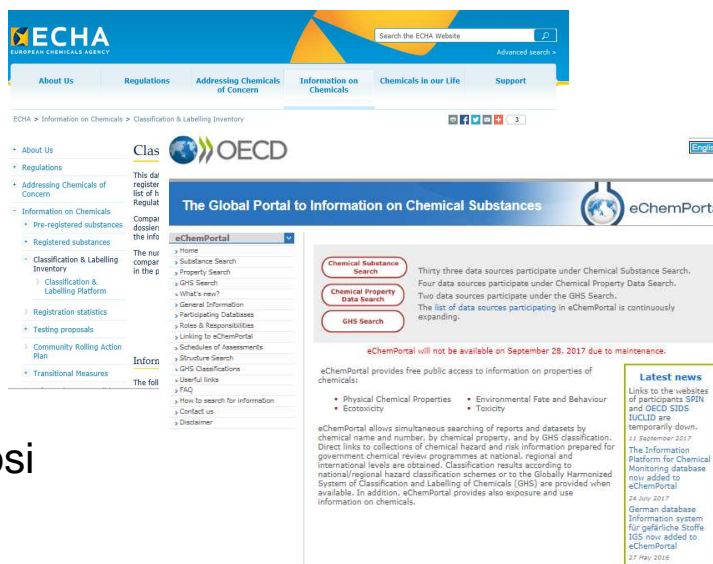 ECHA
EUROPEAN CHEMICALS AGENCY
Search the ECHA Website
Advanced search »
About Us
Regulations
Addressing Chemicals of Concern
Information on Chemicals
Chemicals in our Life
Support
ECHA > Information on Chemicals > Classification & Labelling Inventory
3
About Us
Regulations
Addressing Chemicals of
Concern
Information on Chemicals
Pre-registered substances
Registered substances
Classification & Labelling
Inventory
Classification &
Labelling Platform
Registration statistics
Testing proposals
Community Rolling Action
Plan
Transitional Measures
Clas
This dat
register
list of h
Regulat
Compar
dossiers
the info
The nur
compar
in the p
Inform
The foll
OECD
English
The Global Portal to Information on Chemical Substances
eChemPort
eChemPortal
Home
Substance Search
Property Search
GHS Search
What's new?
General Information
Participating Databases
Roles & Responsibilities
Linking to eChemPortal
Schedules of Assessments
Structure Search
GHS Classifications
Userful links
FAQ
How to search for information
Contact us
Disclaimer
Chemical Substance
Search
Chemical Property
Data Search
GHS Search
Thirty three data sources participate under Chemical Substance Search.
Four data sources participate under Chemical Property Data Search.
Two data sources participate under the GHS Search.
The list of data sources participating in eChemPortal is continuously
expanding.
eChemPortal will not be available on September 28, 2017 due to maintenance.
eChemPortal provides free public access to information on properties of
chemicals:
• Physical Chemical Properties
• Ecotoxicity
• Environmental Fate and Behaviour
• Toxicity
eChemPortal allows simultaneous searching of reports and datasets by
chemical name and number, by chemical property, and by GHS classification.
Direct links to collections of chemical hazard and risk information prepared for
government chemical review programmes at national, regional and
international levels are obtained. Classification results according to
national/regional hazard classification schemes or to the Globally Harmonized
System of Classification and Labelling of Chemicals (GHS) are provided when
available. In addition, eChemPortal provides also exposure and use
information on chemicals.
Latest news
Links to the websites
of participants SPIN
and OECD SIDS
IUCLID are
temporarily down.
11 September 2017
The Information
Platform for Chemical
Monitoring database
now added to
eChemPortal
24 July 2017
German database
Information system
für gefärliche Stoffe
IGS now added to
eChemPortal
27 May 2016
osi